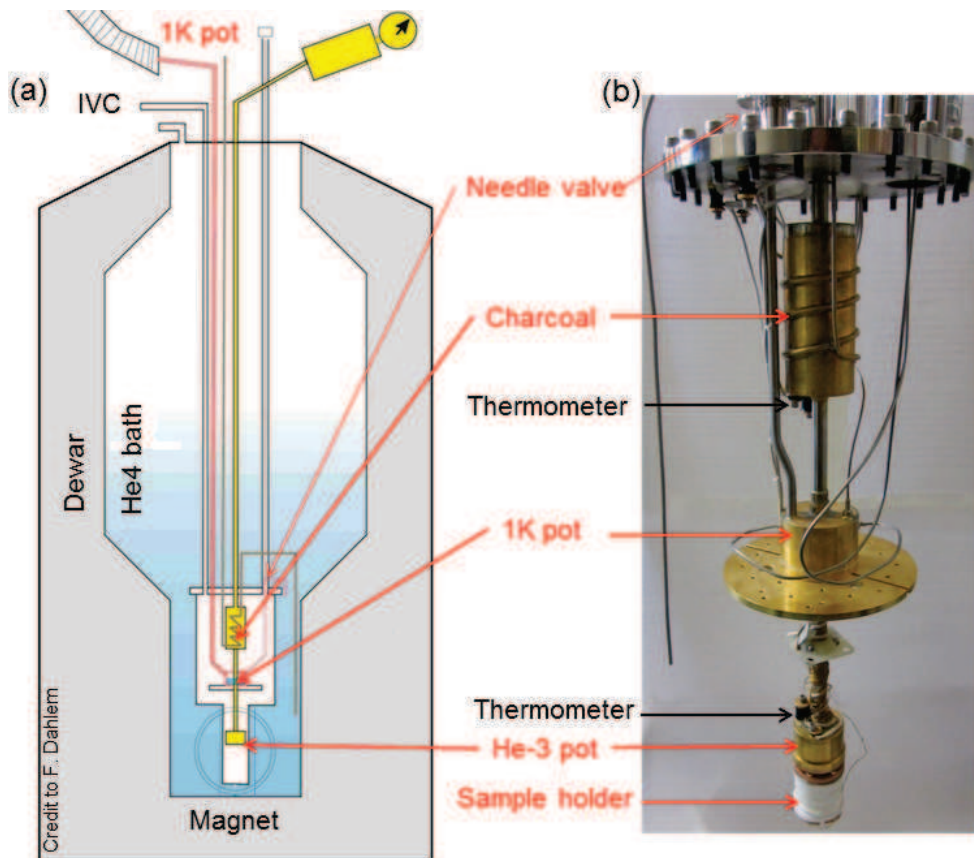 1K pot
(a)
(b)
IVC
Needle valve
Charcoal
Thermometer
Dewar
He4 bath
1K pot
Thermometer
He-3 pot
Sample holder
Magnet
Credit to F. Dahlem